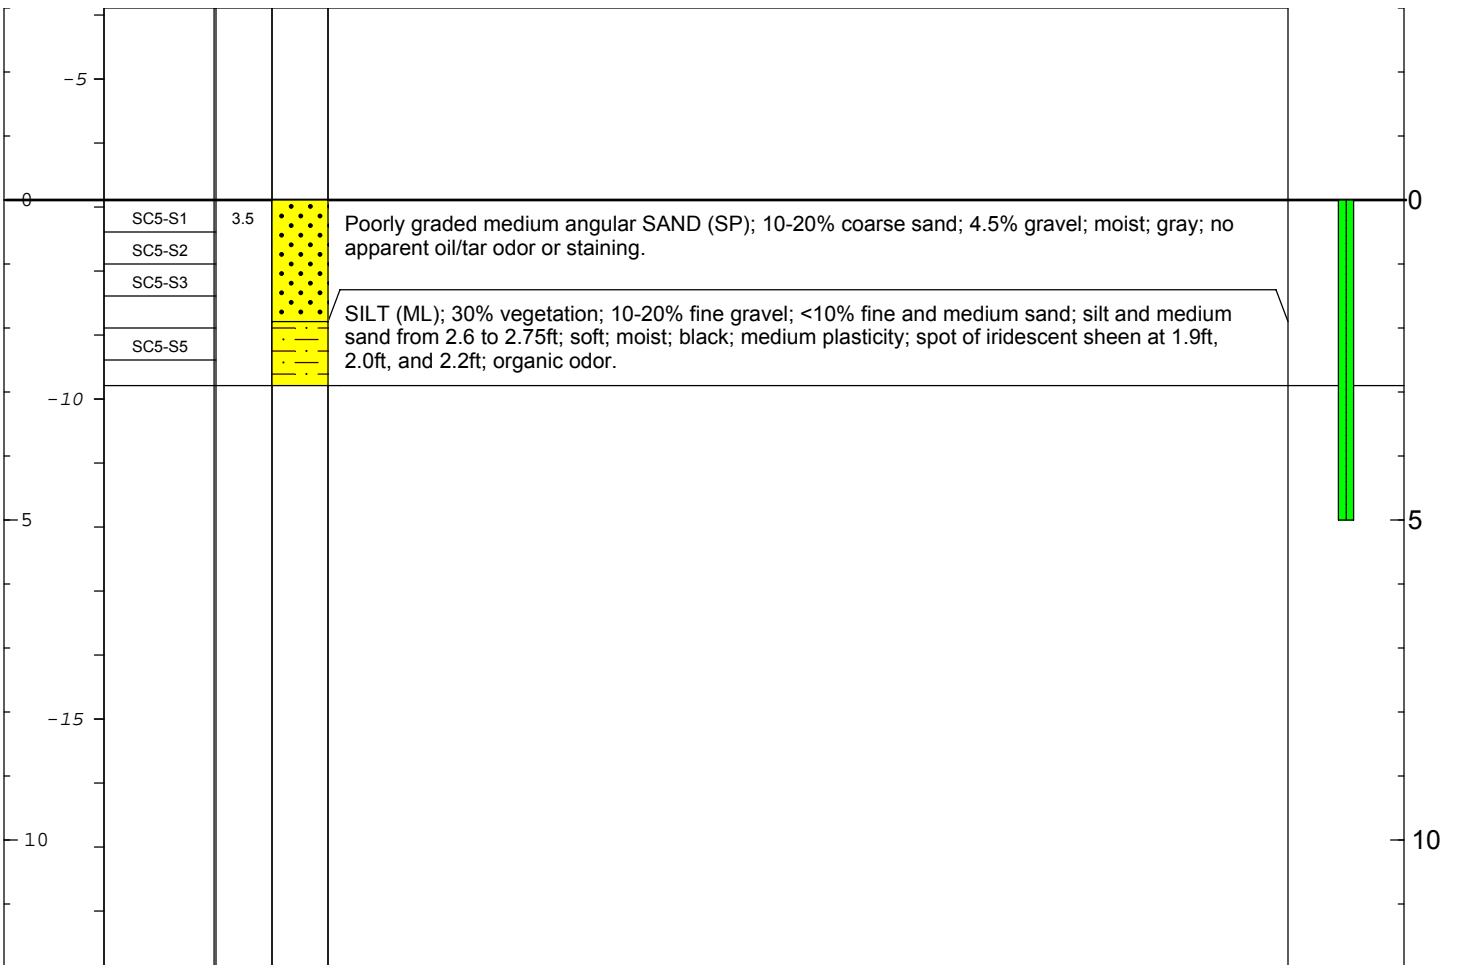 -5
0
0
SC5-S1
3.5
Poorly graded medium angular SAND (SP); 10-20% coarse sand; 4.5% gravel; moist; gray; no
apparent oil/tar odor or staining.
SC5-S2
SC5-S3
SILT (ML); 30% vegetation; 10-20% fine gravel; <10% fine and medium sand; silt and medium
sand from 2.6 to 2.75ft; soft; moist; black; medium plasticity; spot of iridescent sheen at 1.9ft,
2.0ft, and 2.2ft; organic odor.
SC5-S5
-10
5
5
-15
10
10